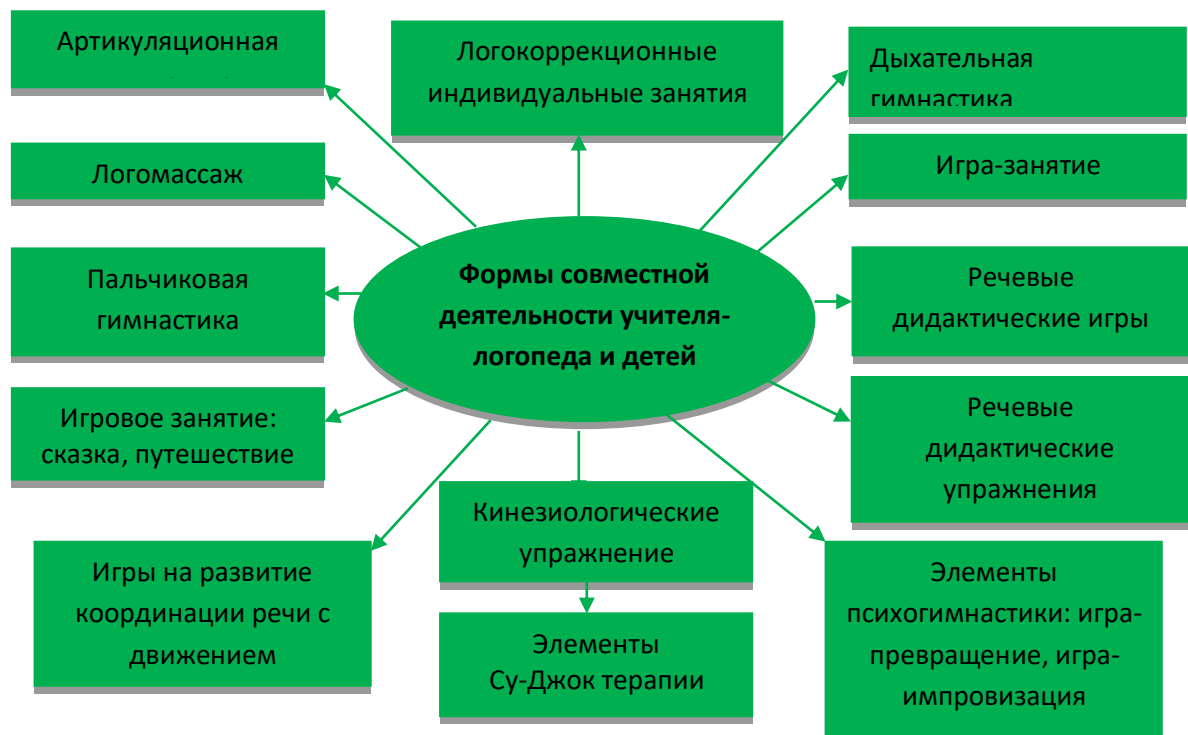 Артикуляционная
Логокоррекционные
индивидуальные занятия
Дыхательная
гимнастика
Логомассаж
Игра-занятие
Пальчиковая
гимнастика
Формы совместной
деятельности учителя-
логопеда и детей
Речевые
дидактические игры
Игровое занятие:
сказка, путешествие
Речевые
дидактические
упражнения
Кинезиологические
упражнение
Игры на развитие
координации речи с
движением
Элементы
Су-Джок терапии
Элементы
психогимнастики: игра-
превращение, игра-
импровизация